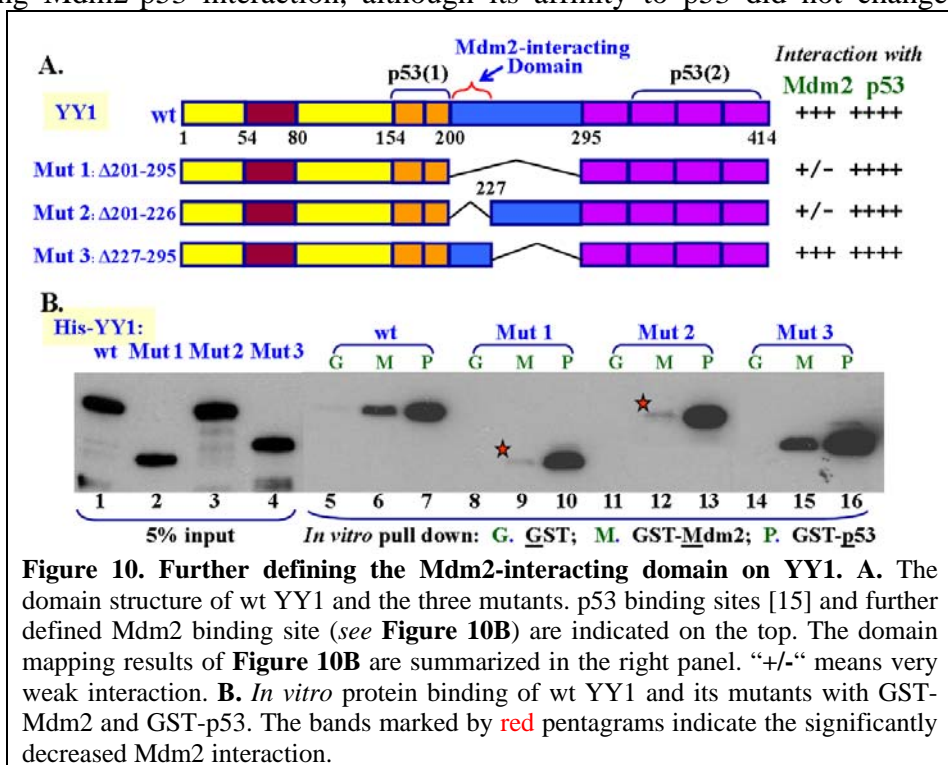 ng Mdm2-p53 interaction, although its affinity to p53 did not change
Mdm2-interacting
Domain
Interaction with
A.
p53(1)
p53(2)
Mdm2 p53
YY1 wt
+++ ++++
1 54 80 154 200 295 414
Mut 1: Δ201-295
+/- ++++
227
Mut 2: Δ201-226
+/- ++++
Mut 3: Δ227-295
+++ ++++
B.
His-YY1:
wt Mut 1 Mut 2 Mut 3
wt Mut 1 Mut 2 Mut 3
G M P G M P G M P G M P
1 2 3 4 5 6 7 8 9 10 11 12 13 14 15 16
5% input
In vitro pull down: G. GST; M. GST-Mdm2; P. GST-p53
Figure 10. Further defining the Mdm2-interacting domain on YY1. A. The
domain structure of wt YY1 and the three mutants. p53 binding sites [15] and further
defined Mdm2 binding site (see Figure 10B) are indicated on the top. The domain
mapping results of Figure 10B are summarized in the right panel. “+/-“ means very
weak interaction. B. In vitro protein binding of wt YY1 and its mutants with GST-
Mdm2 and GST-p53. The bands marked by red pentagrams indicate the significantly
decreased Mdm2 interaction.